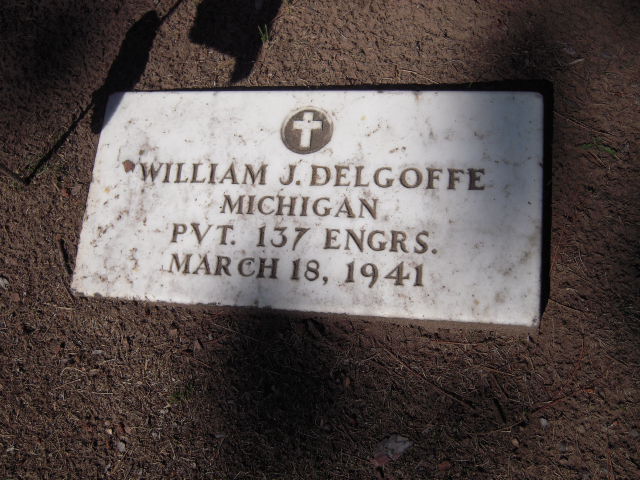 WILLIAM J. DELGOFFE
MICHIGAN
PVT. 137 ENGRS.
MARCH 18, 1941